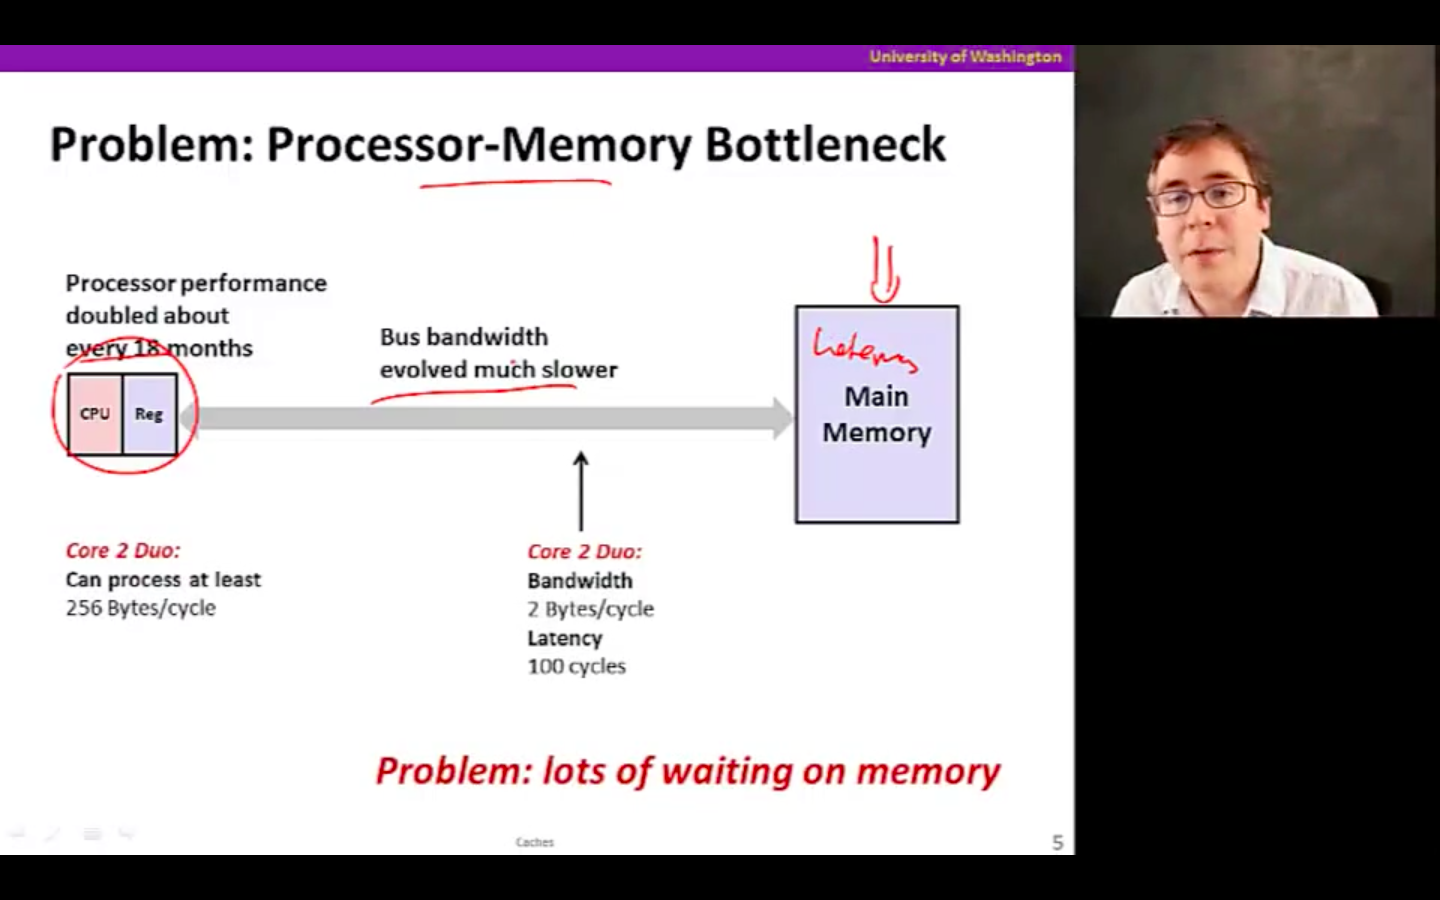 University of Washington
Problem: Processor-Memory Bottleneck
Processor performance
doubled about
every 18 months
Bus bandwidth
evolved much slower
CPU Reg
Latency
Main
Memory
Core 2 Duo:
Can process at least
256 Bytes/cycle
Core 2 Duo:
Bandwidth
2 Bytes/cycle
Latency
100 cycles
Problem: lots of waiting on memory
Caches
5